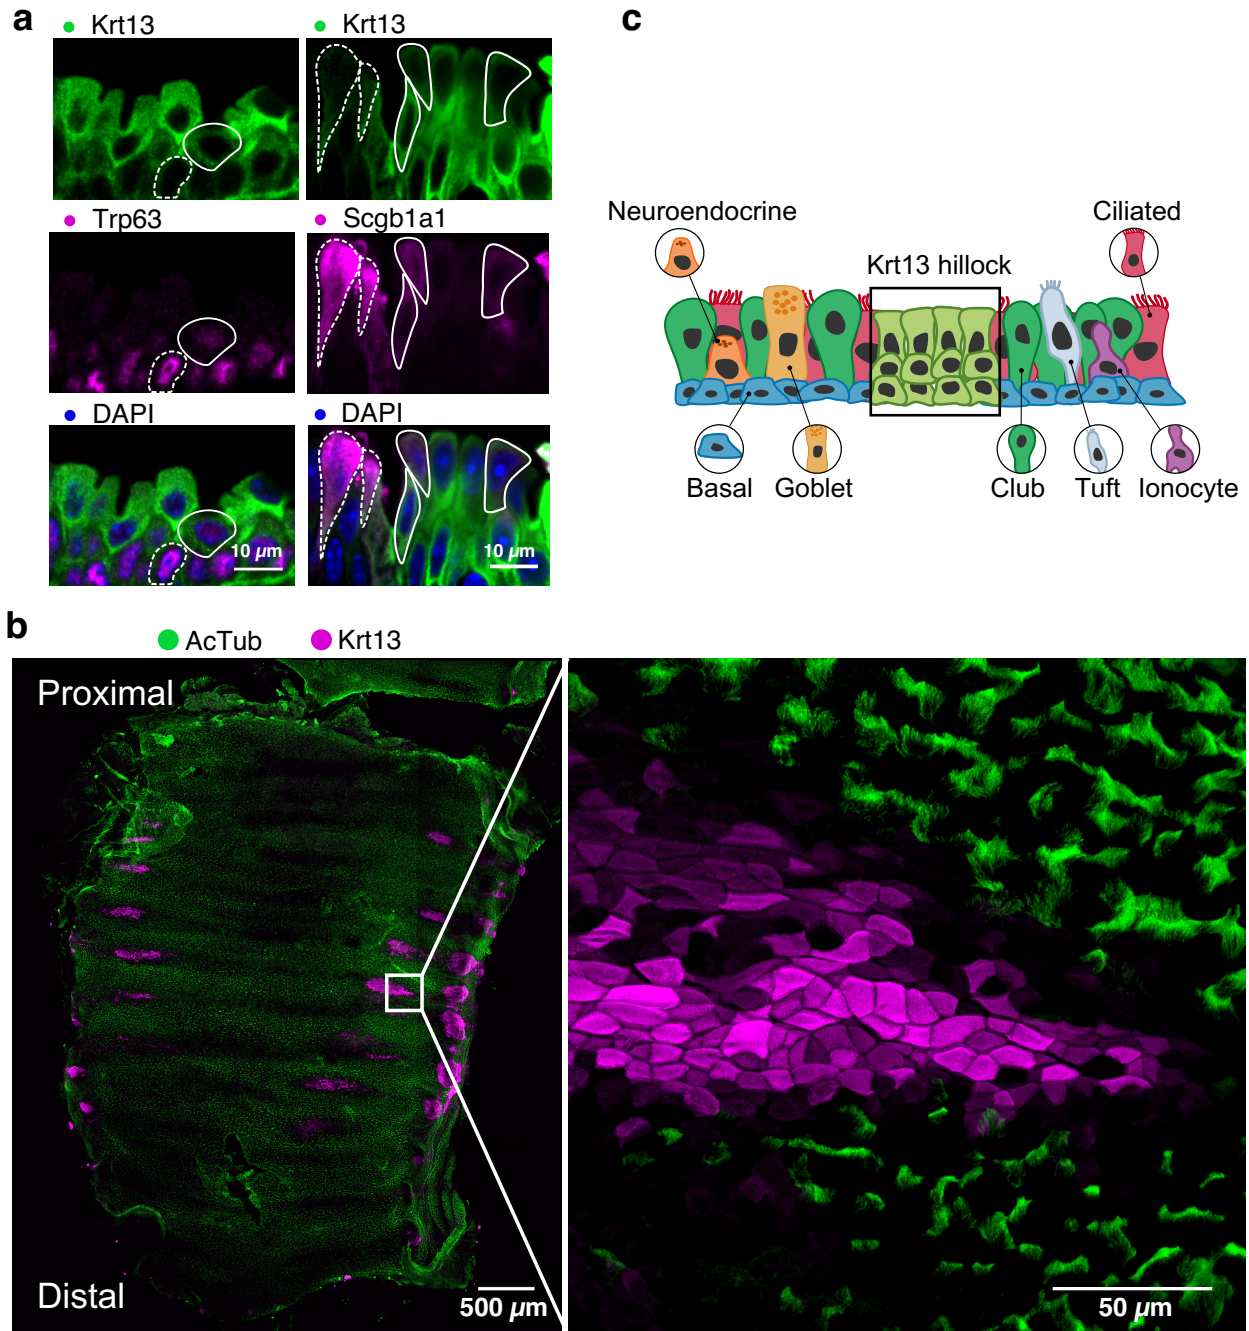 a
Krt13
Krt13
Trp63
Scgb1a1
DAPI
DAPI
10 µm
10 µm
c
Neuroendocrine
Ciliated
Krt13 hillock
Basal
Goblet
Club
Tuft
Ionocyte
b
AcTub
Krt13
Proximal
Distal
500 µm
50 µm